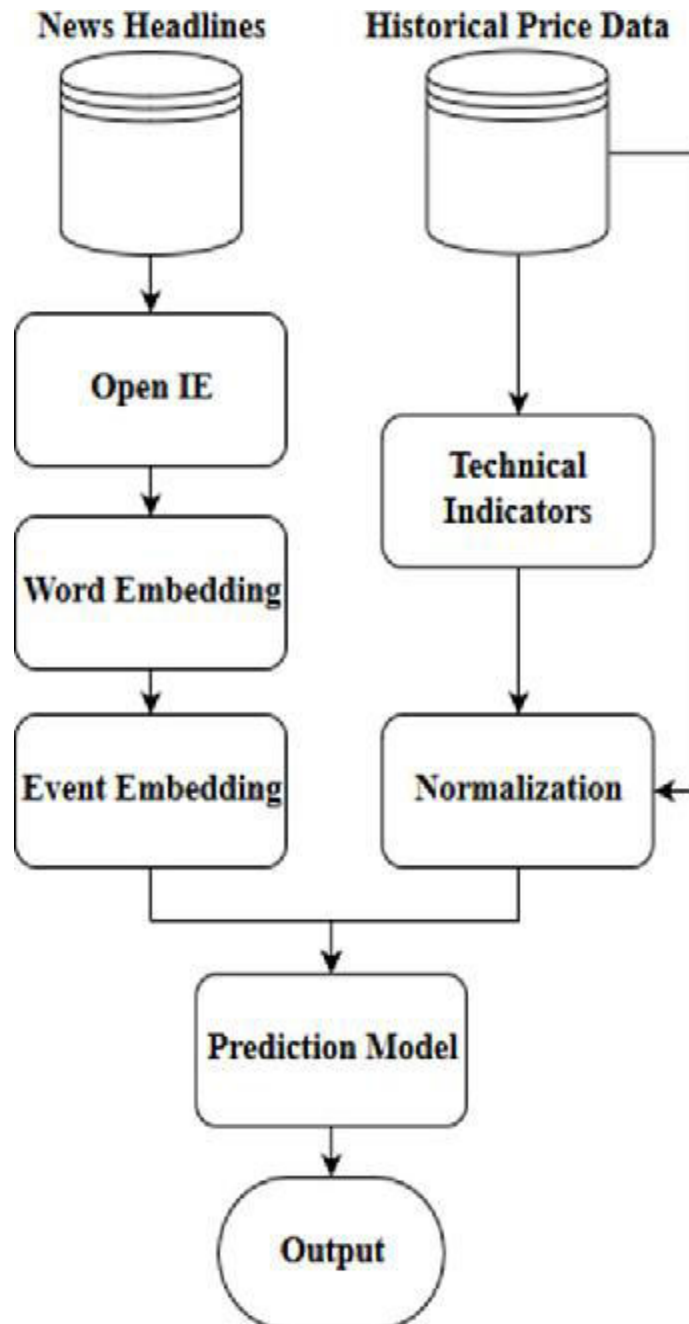 News Headlines
Historical Price Data
Open IE
Technical
Indicators
Word Embedding
Event Embedding
Normalization
Prediction Model
Output